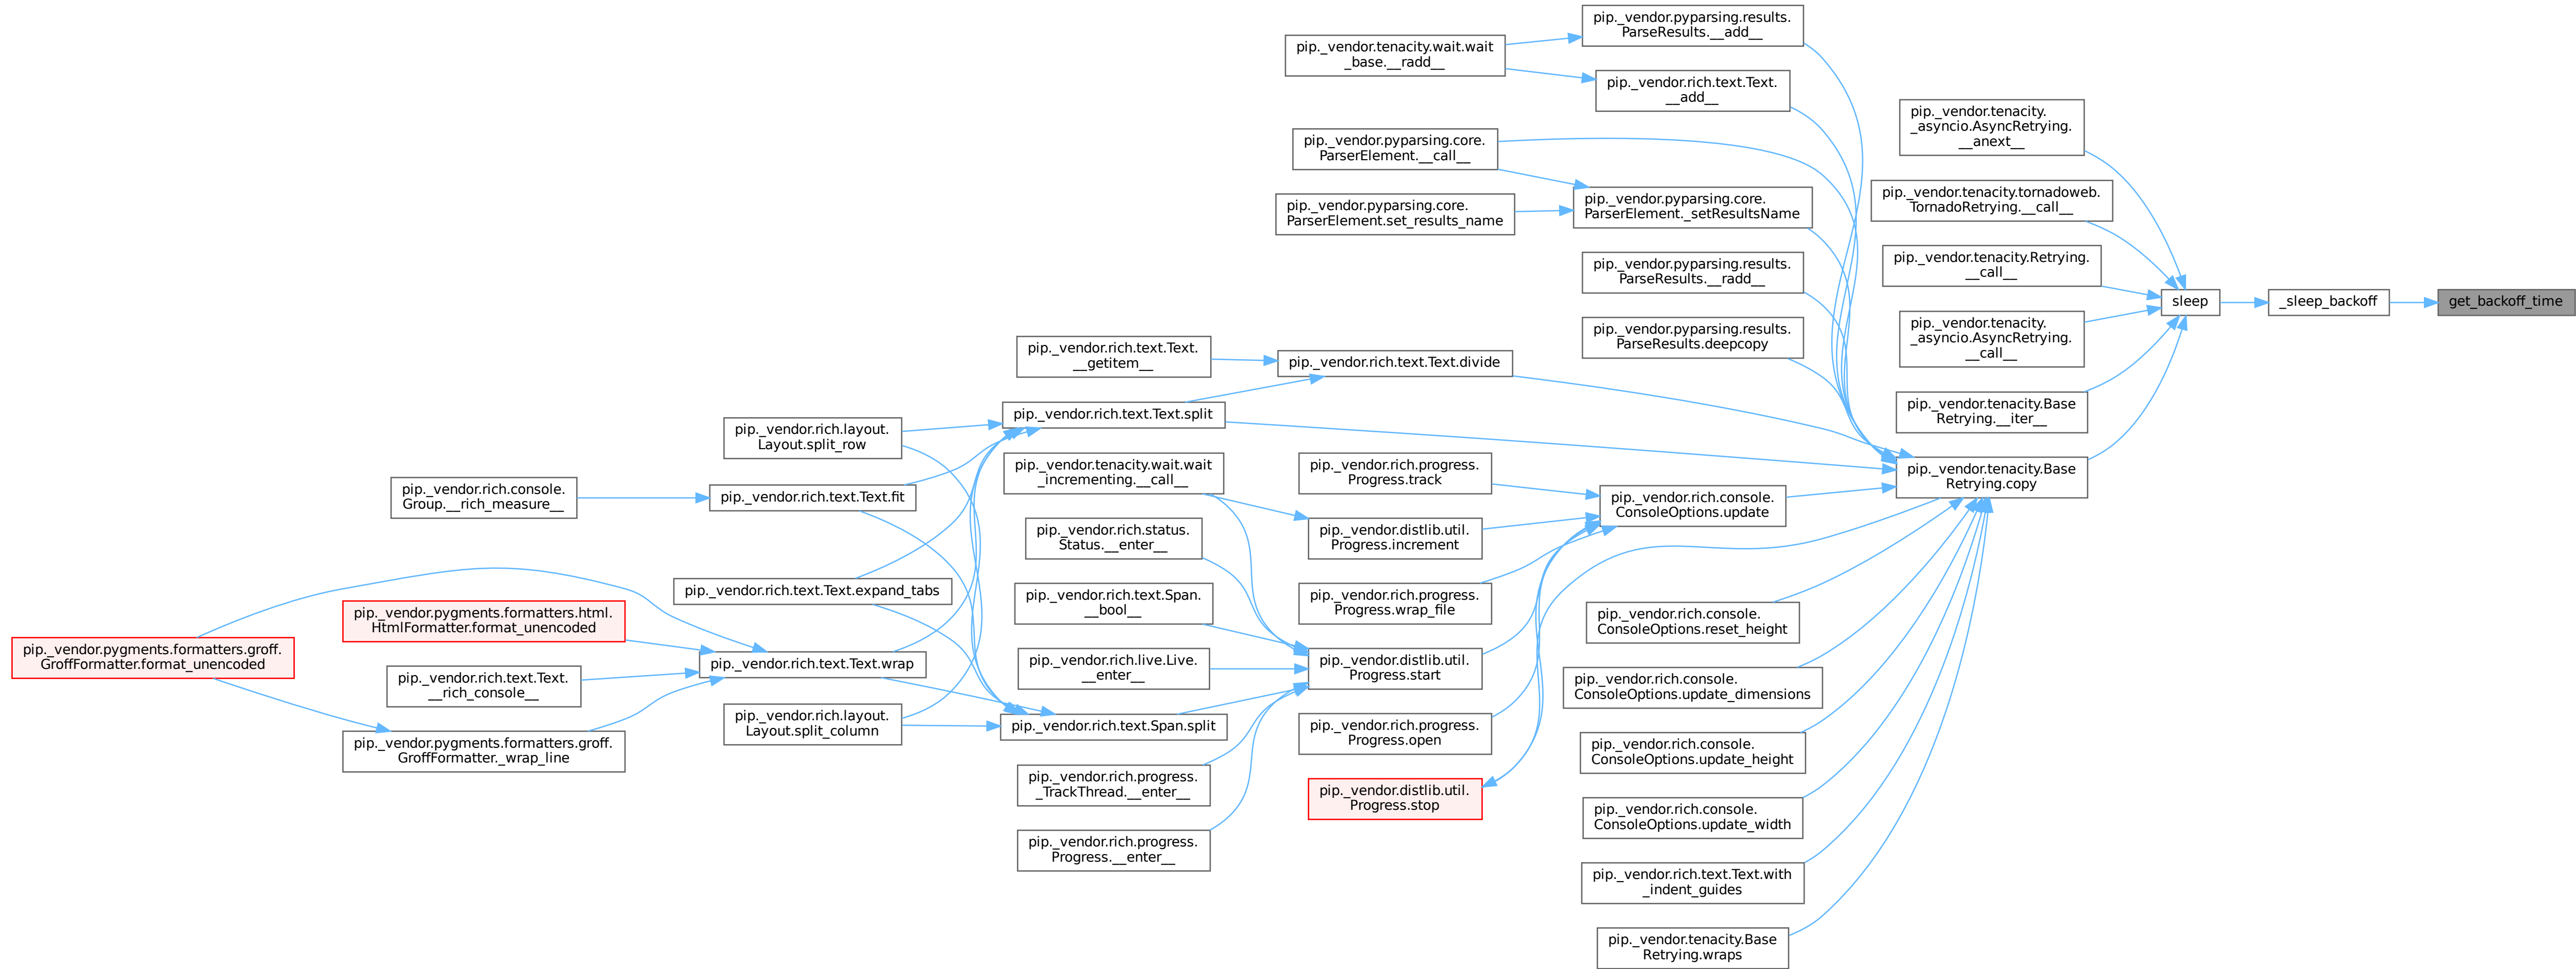 pip._vendor.pyparsing.results.
ParseResults.__add__
pip._vendor.tenacity.wait.wait
_base.__radd__
pip._vendor.rich.text.Text.
__add__
pip._vendor.tenacity.
_asyncio.AsyncRetrying.
__anext__
pip._vendor.pyparsing.core.
ParserElement.__call__
pip._vendor.tenacity.tornadoweb.
TornadoRetrying.__call__
pip._vendor.pyparsing.core.
ParserElement.set_results_name
pip._vendor.pyparsing.core.
ParserElement._setResultsName
pip._vendor.tenacity.Retrying.
__call__
pip._vendor.pyparsing.results.
ParseResults.__radd__
sleep
_sleep_backoff
get_backoff_time
pip._vendor.pyparsing.results.
ParseResults.deepcopy
pip._vendor.tenacity.
_asyncio.AsyncRetrying.
__call__
pip._vendor.rich.text.Text.
__getitem__
pip._vendor.rich.text.Text.divide
pip._vendor.tenacity.Base
Retrying.__iter__
pip._vendor.rich.text.Text.split
pip._vendor.rich.layout.
Layout.split_row
pip._vendor.tenacity.wait.wait
_incrementing.__call__
pip._vendor.rich.progress.
Progress.track
pip._vendor.tenacity.Base
Retrying.copy
pip._vendor.rich.console.
Group.__rich_measure__
pip._vendor.rich.text.Text.fit
pip._vendor.rich.console.
ConsoleOptions.update
pip._vendor.rich.status.
Status.__enter__
pip._vendor.distlib.util.
Progress.increment
pip._vendor.rich.text.Text.expand_tabs
pip._vendor.rich.text.Span.
__bool__
pip._vendor.rich.progress.
Progress.wrap_file
pip._vendor.rich.console.
ConsoleOptions.reset_height
pip._vendor.pygments.formatters.html.
HtmlFormatter.format_unencoded
pip._vendor.pygments.formatters.groff.
GroffFormatter.format_unencoded
pip._vendor.rich.text.Text.wrap
pip._vendor.rich.live.Live.
__enter__
pip._vendor.distlib.util.
Progress.start
pip._vendor.rich.text.Text.
__rich_console__
pip._vendor.rich.console.
ConsoleOptions.update_dimensions
pip._vendor.rich.layout.
Layout.split_column
pip._vendor.rich.text.Span.split
pip._vendor.rich.progress.
Progress.open
pip._vendor.pygments.formatters.groff.
GroffFormatter._wrap_line
pip._vendor.rich.console.
ConsoleOptions.update_height
pip._vendor.rich.progress.
_TrackThread.__enter__
pip._vendor.distlib.util.
Progress.stop
pip._vendor.rich.console.
ConsoleOptions.update_width
pip._vendor.rich.progress.
Progress.__enter__
pip._vendor.rich.text.Text.with
_indent_guides
pip._vendor.tenacity.Base
Retrying.wraps